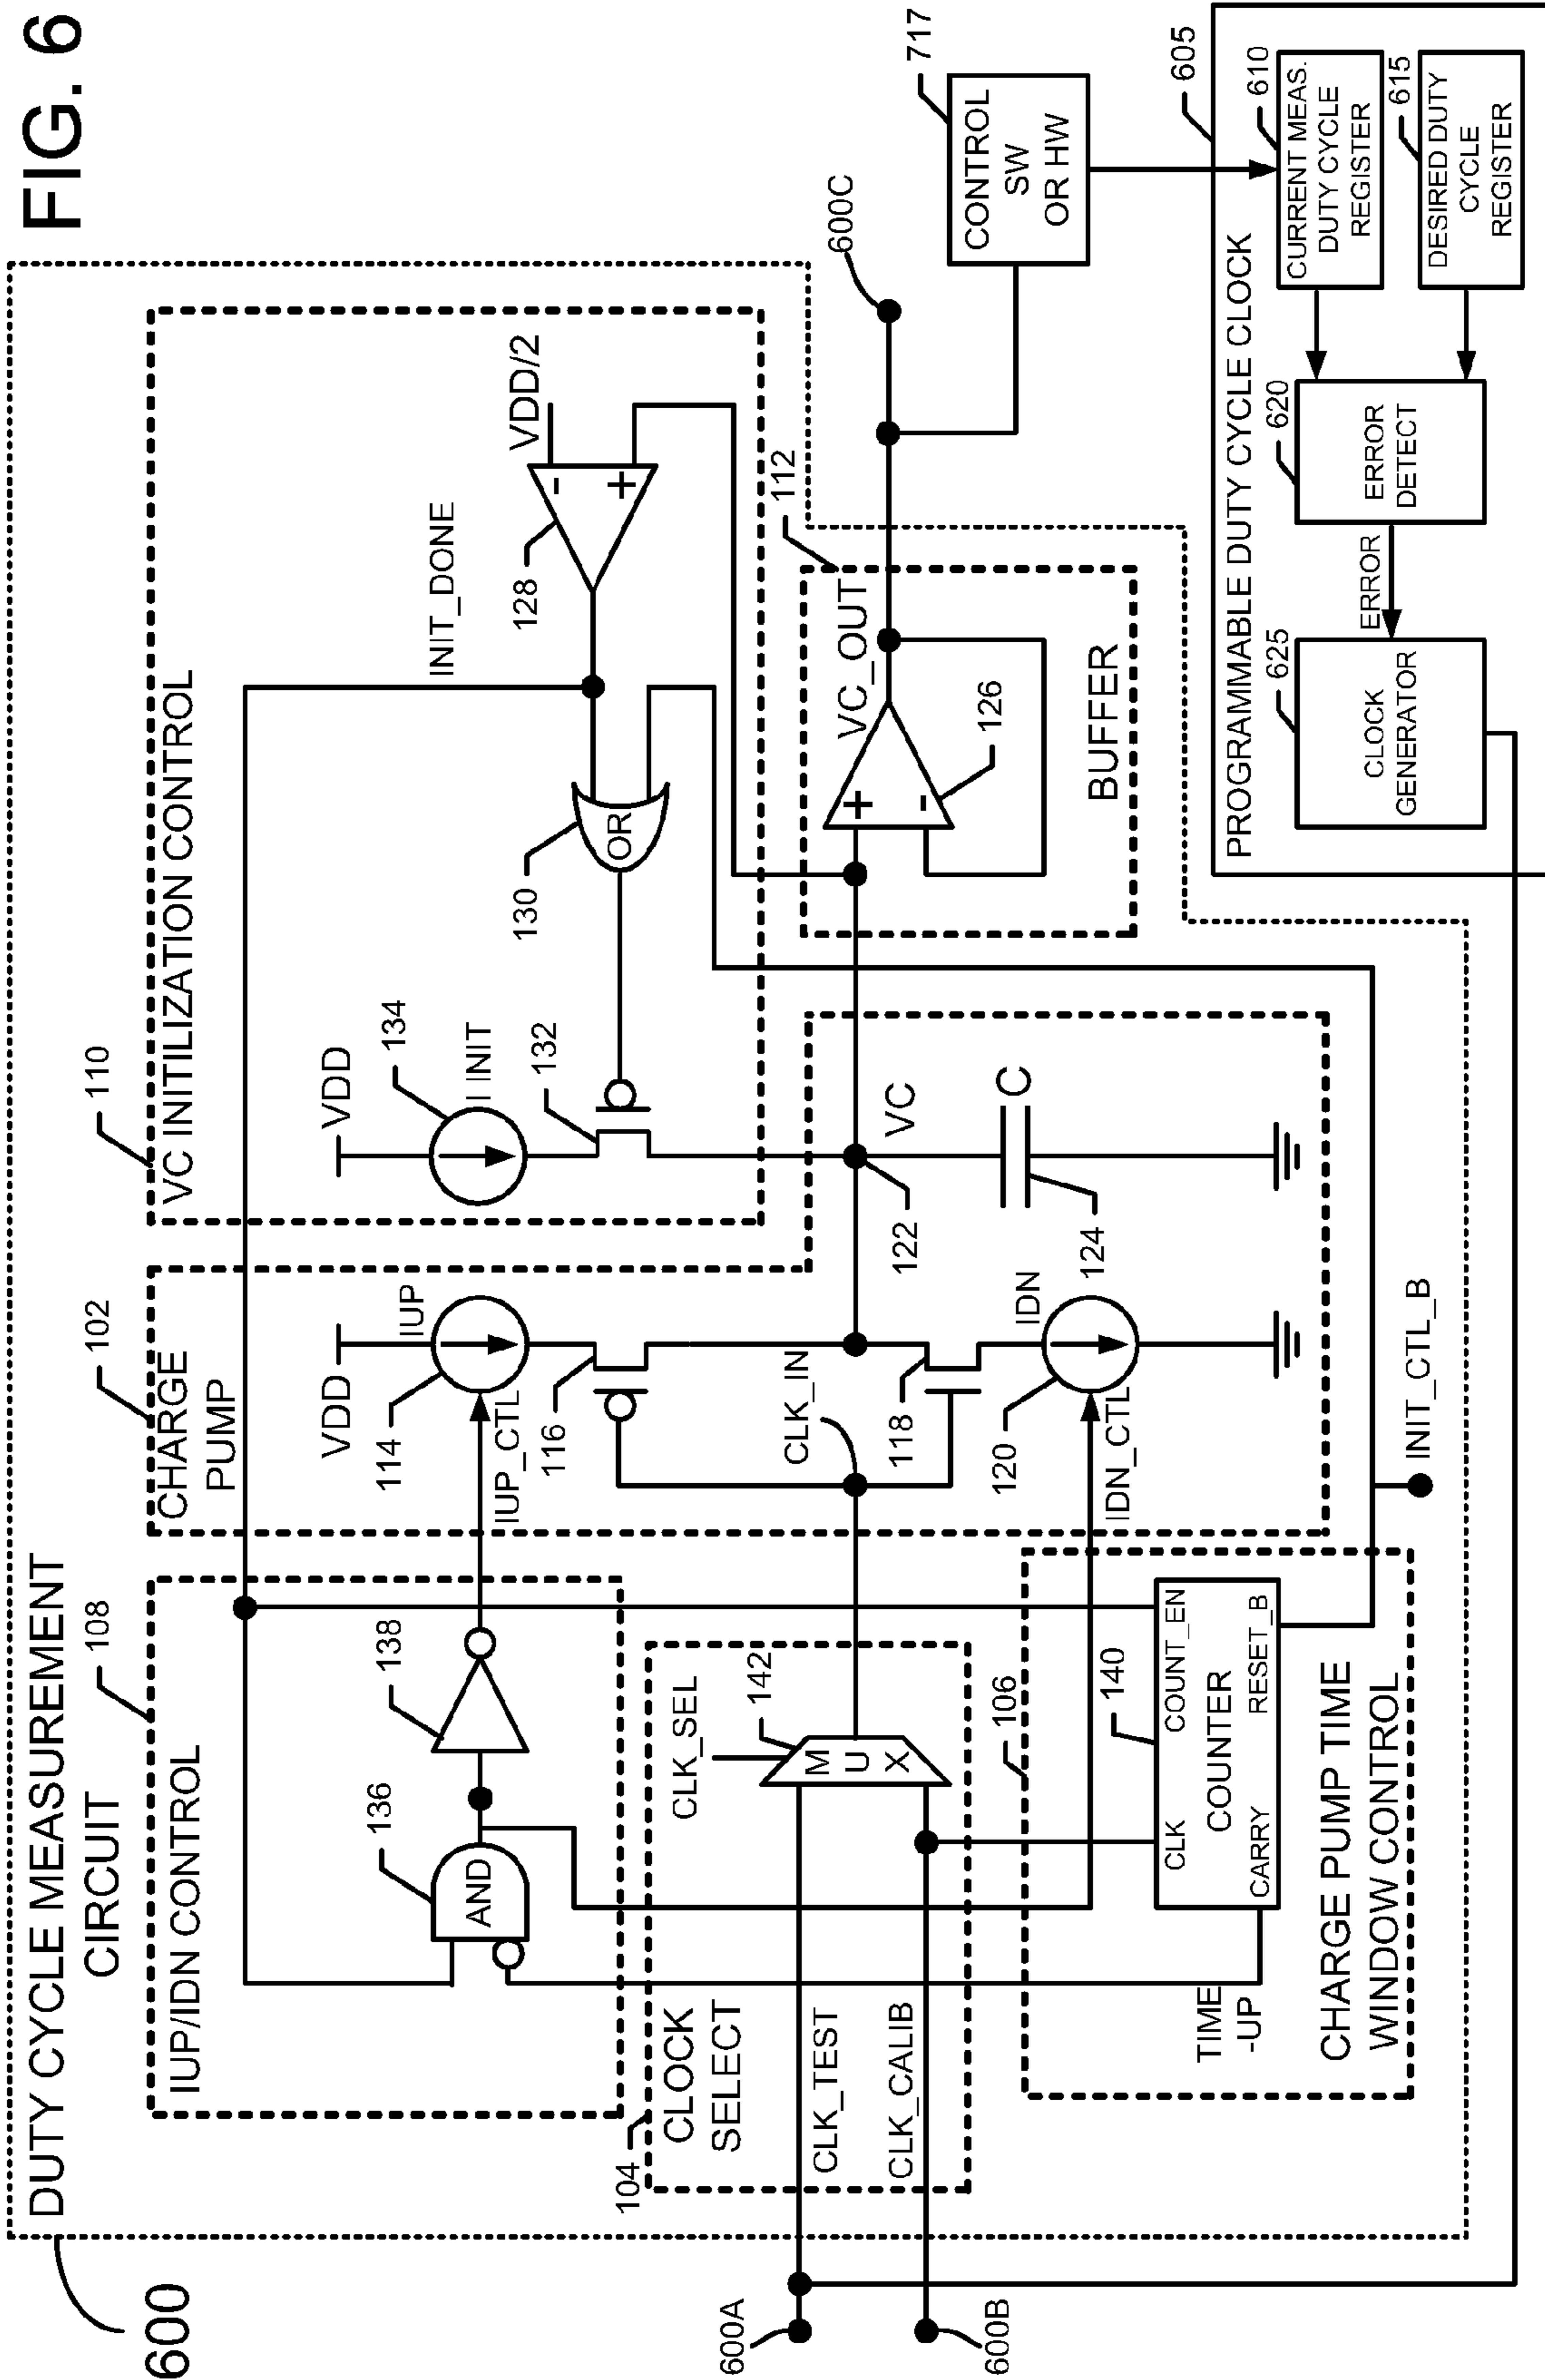 FIG. 6
600
DUTY CYCLE MEASUREMENT
CIRCUIT
108
IUP/IDN CONTROL
136
AND
138
IUP_CTL
102
CHARGE
PUMP
VDD
114
IUP
116
CLK_IN
118
120
IDN
IDN_CTL
110
VC INITILIZATION CONTROL
VDD
134
I INIT
132
130
OR
INIT_DONE
128
-
+
VDD/2
122
VC
124
C
112
VC_OUT
+
-
126
BUFFER
600C
717
CONTROL
SW
OR HW
104
CLOCK
SELECT
CLK_SEL
142
M
U
X
CLK_TEST
CLK_CALIB
600A
600B
106
140
CLK
COUNT_EN
COUNTER
CARRY
RESET_B
TIME
-UP
CHARGE PUMP TIME
WINDOW CONTROL
INIT_CTL_B
605
PROGRAMMABLE DUTY CYCLE CLOCK
625
CLOCK
GENERATOR
ERROR
620
ERROR
DETECT
610
CURRENT MEAS.
DUTY CYCLE
REGISTER
615
DESIRED DUTY
CYCLE
REGISTER